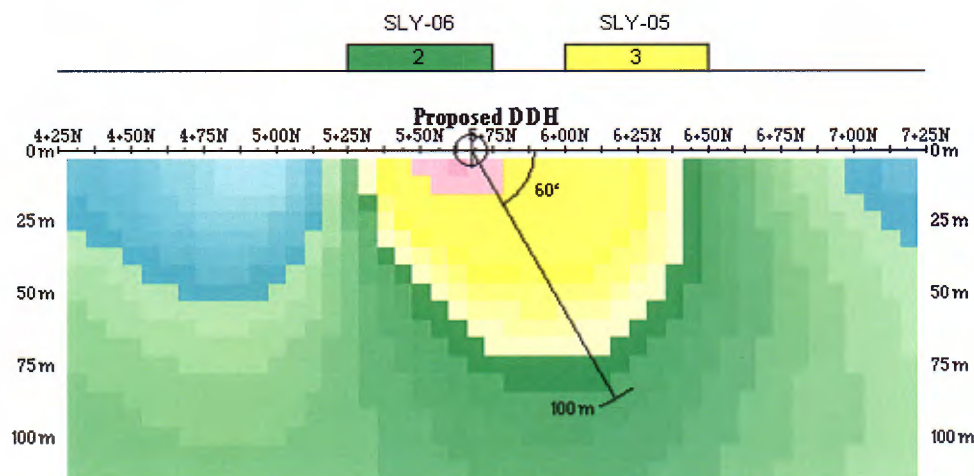 SLY-06 SLY-05
2 3
Proposed DDH
4+25N 4+50N 4+75N 5+00N 5+25N 5+50N 5+75N 6+00N 6+25N 6+50N 6+75N 7+00N 7+25N
0m 0m
60°
25m 25m
50m 50m
75m 75m
100m
100m 100m